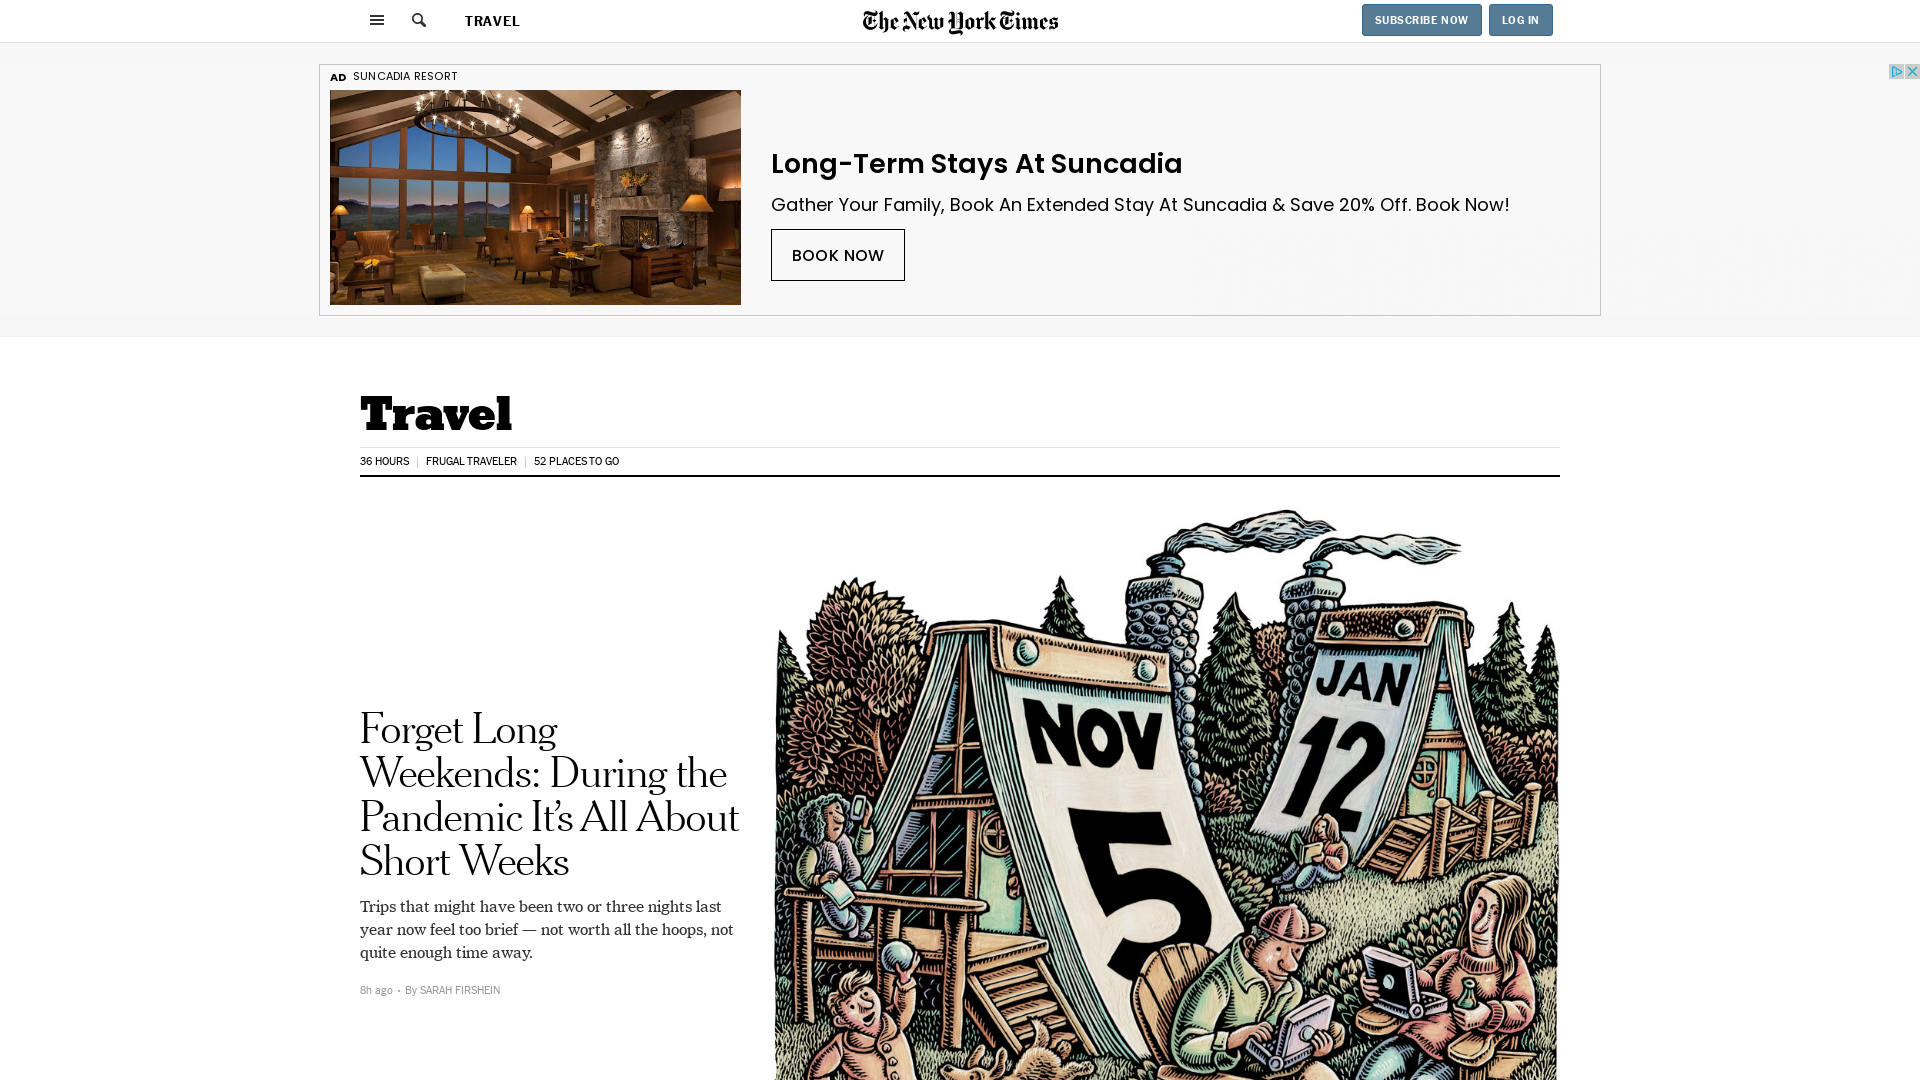 TRAVEL
The New York Times
SUBSCRIBE NOW
LOG IN
AD SUNCADIA RESORT
Long-Term Stays At Suncadia
Gather Your Family, Book An Extended Stay At Suncadia & Save 20% Off. Book Now!
BOOK NOW
Travel
36 HOURS
FRUGAL TRAVELER
52 PLACES TO GO
Forget Long
Weekends: During the
Pandemic It’s All About
Short Weeks
Trips that might have been two or three nights last
year now feel too brief — not worth all the hoops, not
quite enough time away.
8h ago • By SARAH FIRSHEIN
NOV
5
JAN
12